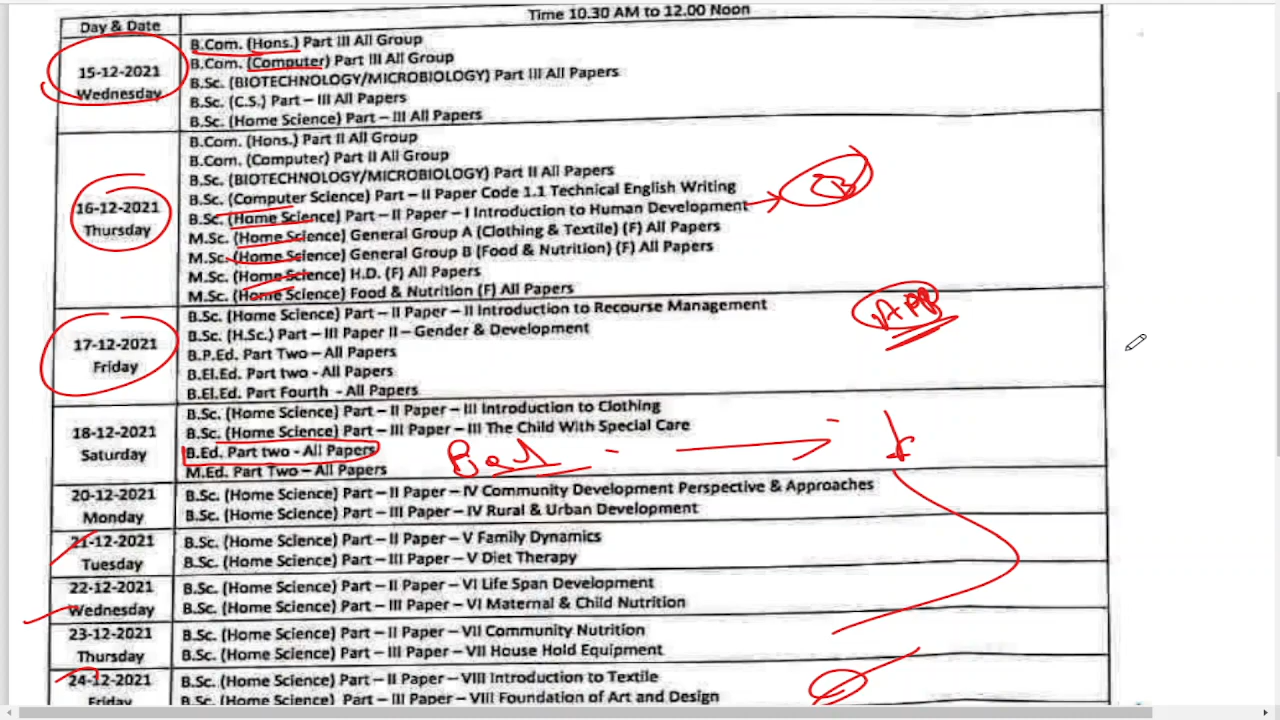 Day & Date
Time 10.30 AM to 12.00 Noon
15-12-2021
Wednesday
B.Com. (Hons.) Part III All Group
B.Com. (Computer) Part III All Group
B.Sc. (BIOTECHNOLOGY/MICROBIOLOGY) Part III All Papers
B.Sc. (C.S.) Part – III All Papers
B.Sc. (Home Science) Part – III All Papers
16-12-2021
Thursday
B.Com. (Hons.) Part II All Group
B.Com. (Computer) Part II All Group
B.Sc. (BIOTECHNOLOGY/MICROBIOLOGY) Part II All Papers
B.Sc. (Computer Science) Part – II Paper Code 1.1 Technical English Writing
B.Sc. (Home Science) Part – II Paper – I Introduction to Human Development
M.Sc. (Home Science) General Group A (Clothing & Textile) (F) All Papers
M.Sc. (Home Science) General Group B (Food & Nutrition) (F) All Papers
M.Sc. (Home Science) H.D. (F) All Papers
M.Sc. (Home Science) Food & Nutrition (F) All Papers
17-12-2021
Friday
B.Sc. (Home Science) Part – II Paper – II Introduction to Recourse Management
B.Sc. (H.Sc.) Part – III Paper II – Gender & Development
B.P.Ed. Part Two – All Papers
B.El.Ed. Part two - All Papers
B.El.Ed. Part Fourth - All Papers
APP
18-12-2021
Saturday
B.Sc. (Home Science) Part – II Paper – III Introduction to Clothing
B.Sc. (Home Science) Part – III Paper – III The Child With Special Care
B.Ed. Part two - All Papers
M.Ed. Part Two – All Papers
Bed
20-12-2021
Monday
B.Sc. (Home Science) Part – II Paper – IV Community Development Perspective & Approaches
B.Sc. (Home Science) Part – III Paper – IV Rural & Urban Development
21-12-2021
Tuesday
B.Sc. (Home Science) Part – II Paper – V Family Dynamics
B.Sc. (Home Science) Part – III Paper – V Diet Therapy
22-12-2021
Wednesday
B.Sc. (Home Science) Part – II Paper – VI Life Span Development
B.Sc. (Home Science) Part – III Paper – VI Maternal & Child Nutrition
23-12-2021
Thursday
B.Sc. (Home Science) Part – II Paper – VII Community Nutrition
B.Sc. (Home Science) Part – III Paper – VII House Hold Equipment
24-12-2021
Friday
B.Sc. (Home Science) Part – II Paper – VIII Introduction to Textile
B.Sc. (Home Science) Part – III Paper – VIII Foundation of Art and Design